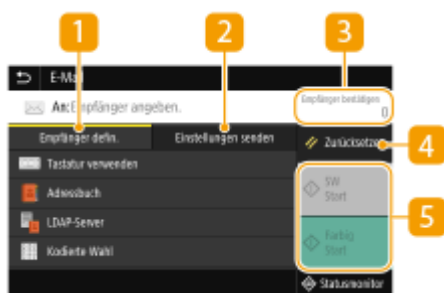 1
2
3
E-Mail
An: Empfänger angeben.
Empfänger bestätigen
0
Empfänger defin.
Einstellungen senden
Zurücksetzen
4
Tastatur verwenden
Adressbuch
SW
Start
5
LDAP-Server
Farbig
Start
Kodierte Wahl
Statusmonitor